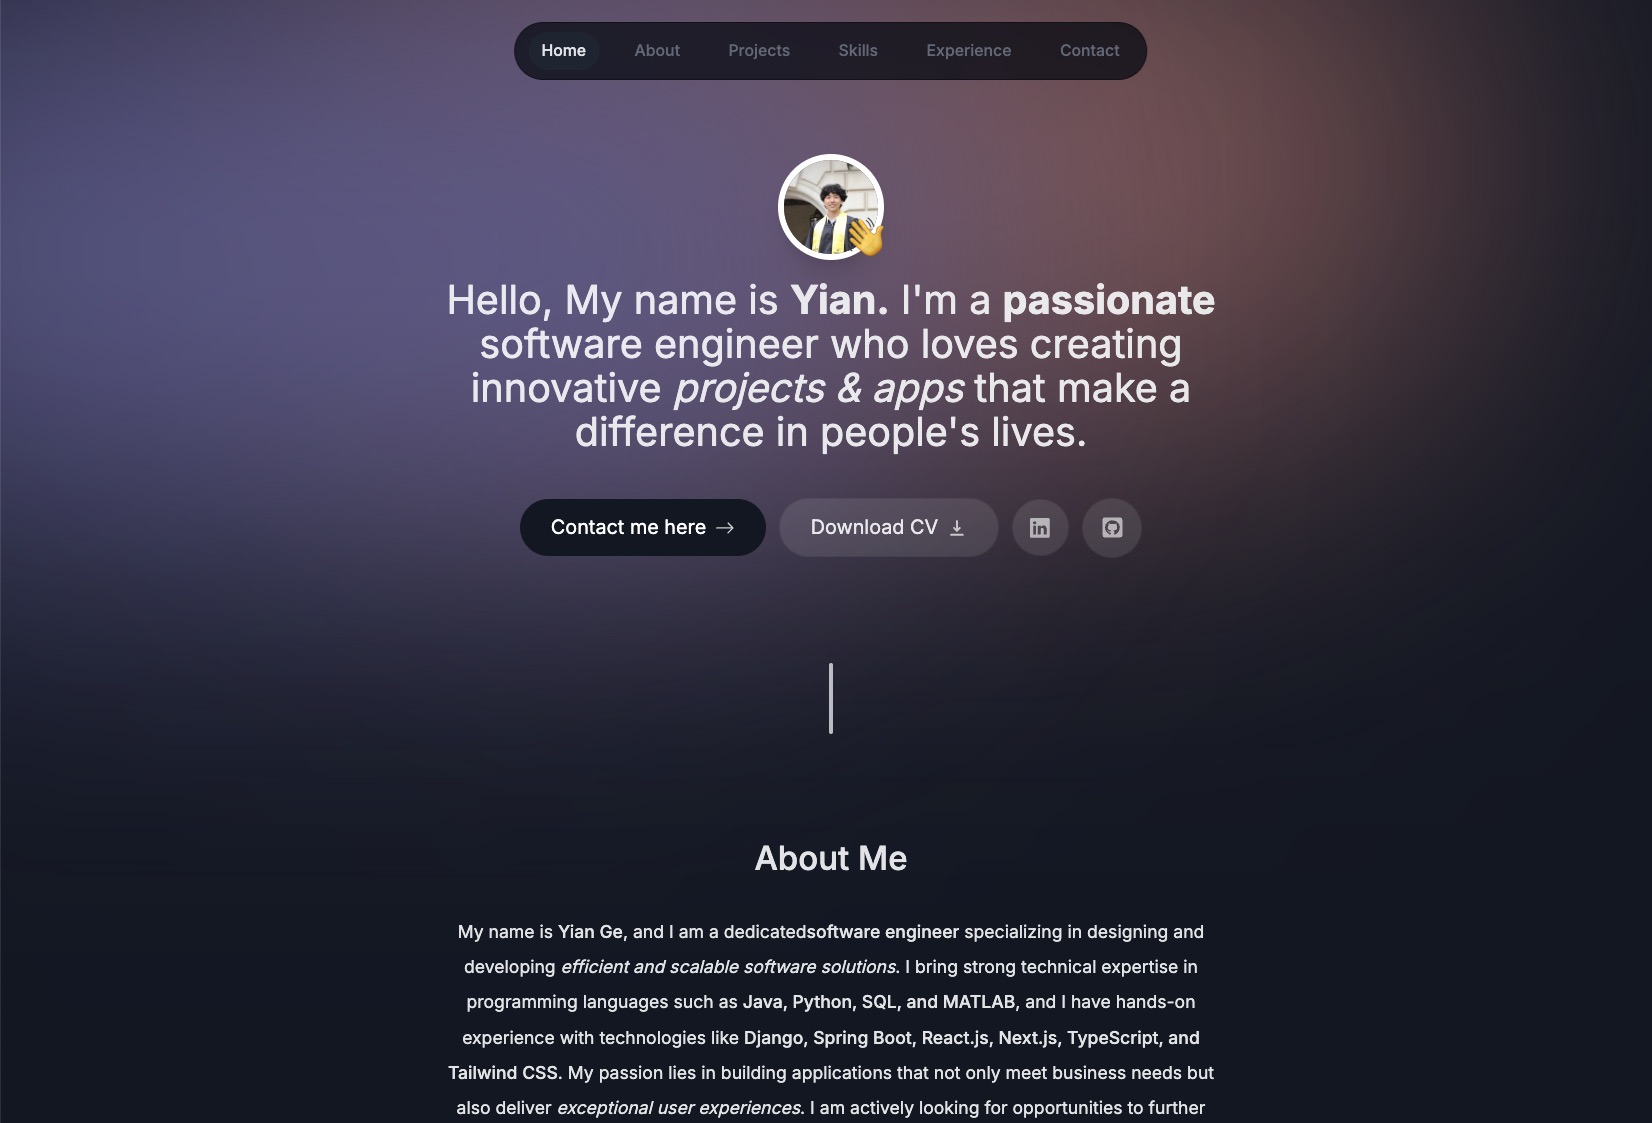 Home About Projects Skills Experience Contact
Hello, My name is Yian. I'm a passionate
software engineer who loves creating
innovative projects & apps that make a
difference in people's lives.
Contact me here → Download CV in
About Me
My name is Yian Ge, and I am a dedicatedsoftware engineer specializing in designing and
developing efficient and scalable software solutions. I bring strong technical expertise in
programming languages such as Java, Python, SQL, and MATLAB, and I have hands-on
experience with technologies like Django, Spring Boot, React.js, Next.js, TypeScript, and
Tailwind CSS. My passion lies in building applications that not only meet business needs but
also deliver exceptional user experiences. I am actively looking for opportunities to further